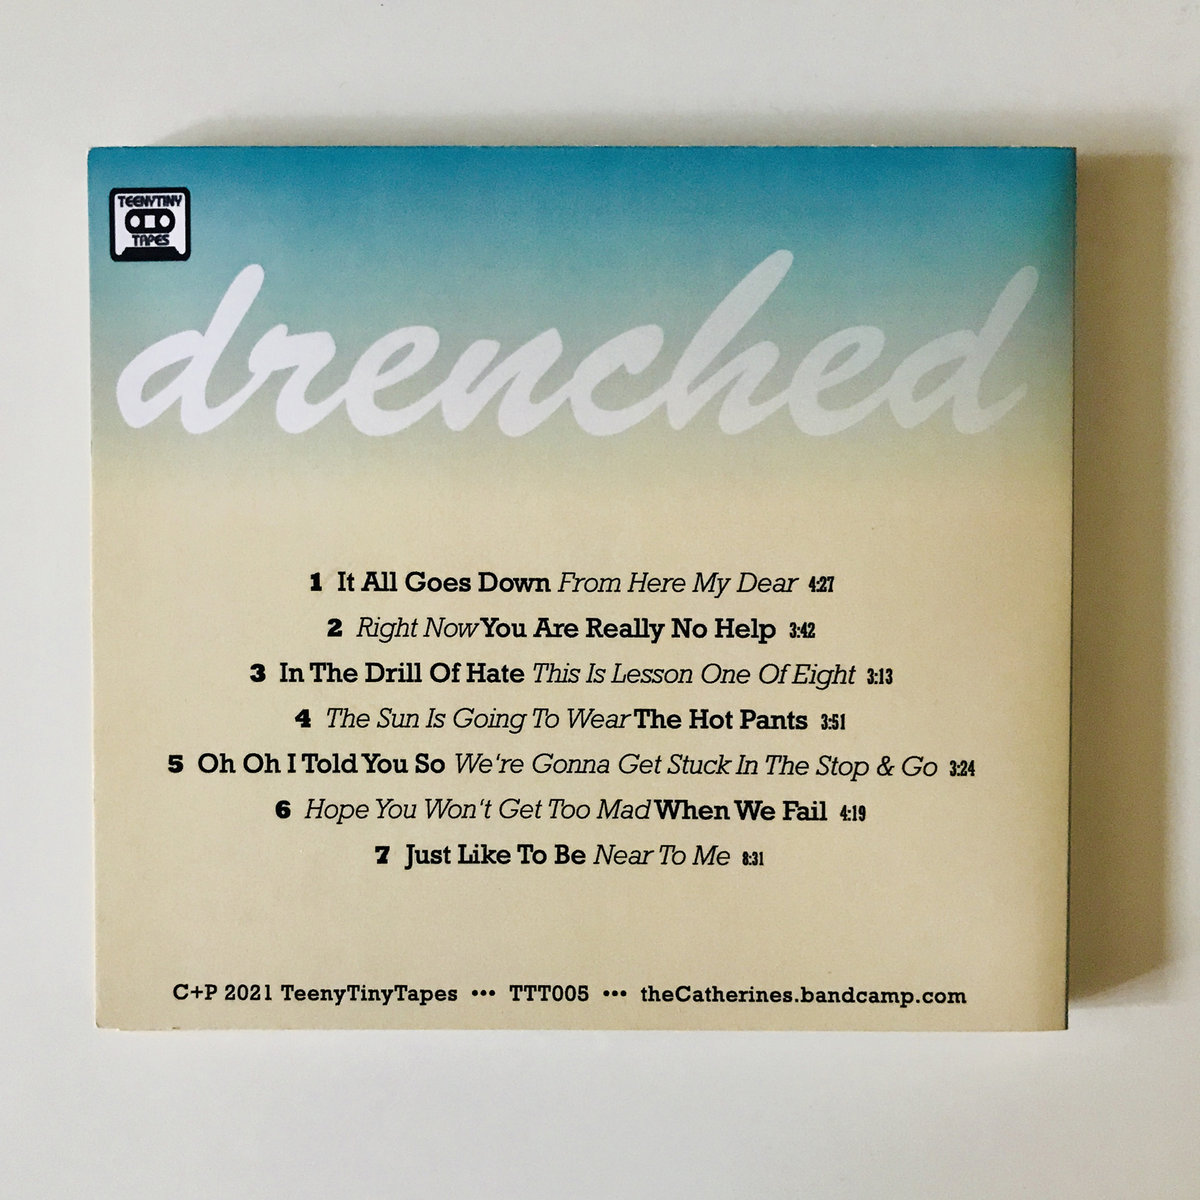 TEENYTINY
TAPES
drenched
1 It All Goes Down From Here My Dear 4:27
2 Right Now You Are Really No Help 3:42
3 In The Drill Of Hate This Is Lesson One Of Eight 3:13
4 The Sun Is Going To Wear The Hot Pants 3:51
5 Oh Oh I Told You So We're Gonna Get Stuck In The Stop & Go 3:24
6 Hope You Won't Get Too Mad When We Fail 4:19
7 Just Like To Be Near To Me 8:31
C+P 2021 TeenyTinyTapes ••• TTT005 ••• theCatherines.bandcamp.com